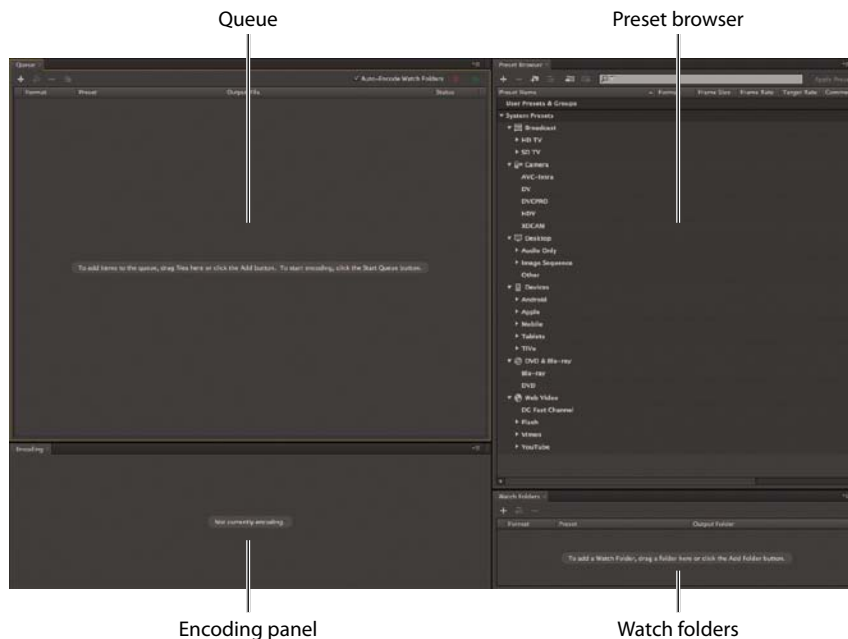 Queue
Preset browser
Queue
Auto-Encode Watch Folders
Format Preset Output File Status
To add items to the queue, drag files here or click the Add button. To start encoding, click the Start Queue button.
Encoding
Not currently encoding.
Preset Browser
Apply Preset
Preset Name Format Frame Size Frame Rate Target Rate Comme
User Presets & Groups
System Presets
Broadcast
HD TV
SD TV
Camera
AVC-Intra
DV
DVCPRO
HDV
XDCAM
Desktop
Audio Only
Image Sequence
Other
Devices
Android
Apple
Mobile
Tablets
TiVo
DVD & Blu-ray
Blu-ray
DVD
Web Video
DG Fast Channel
Flash
Vimeo
YouTube
Watch Folders
Format Preset Output Folder
To add a Watch Folder, drag a folder here or click the Add Folder button.
Encoding panel
Watch folders